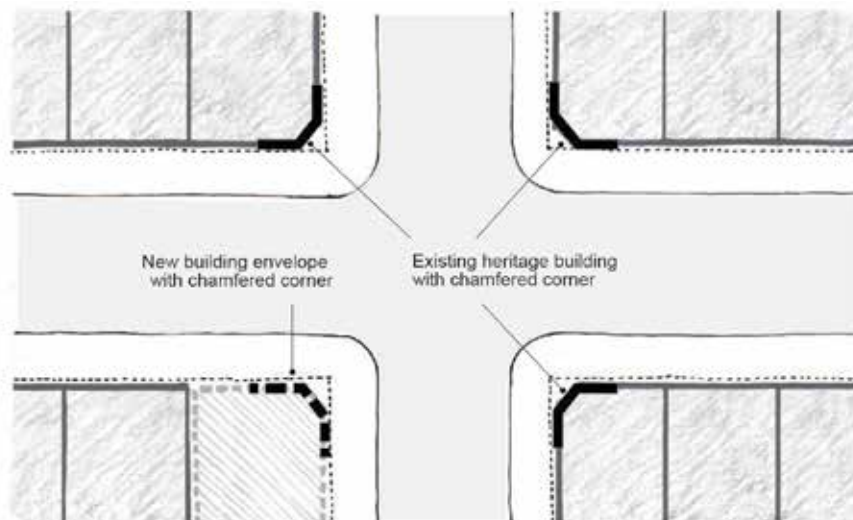 New building envelope
with chamfered corner
Existing heritage building
with chamfered corner